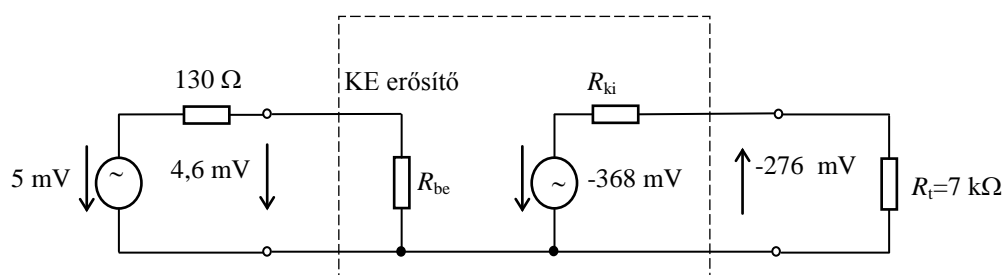 130 Ω
KE erősítő
R_ki
5 mV
~
4,6 mV
R_be
~
-368 mV
-276 mV
R_t=7 kΩ